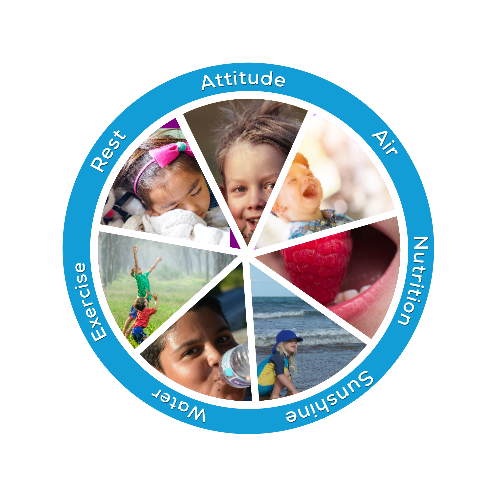 Attitude
Air
Nutrition
Sunshine
Water
Exercise
Rest